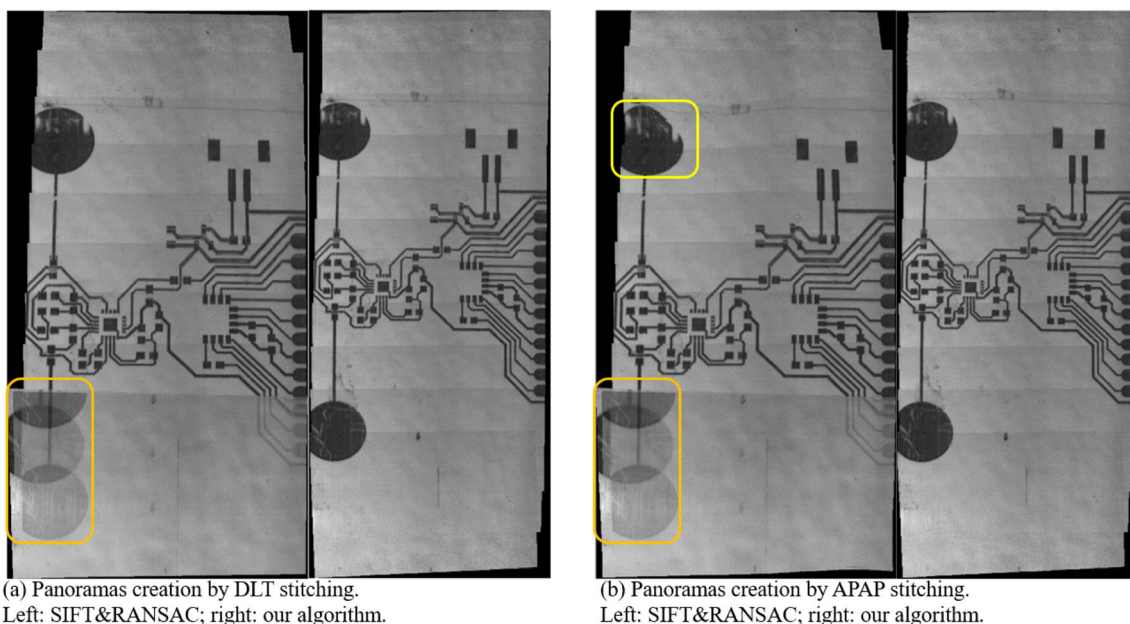 (a) Panoramas creation by DLT stitching.
Left: SIFT&RANSAC; right: our algorithm.
(b) Panoramas creation by APAP stitching.
Left: SIFT&RANSAC; right: our algorithm.